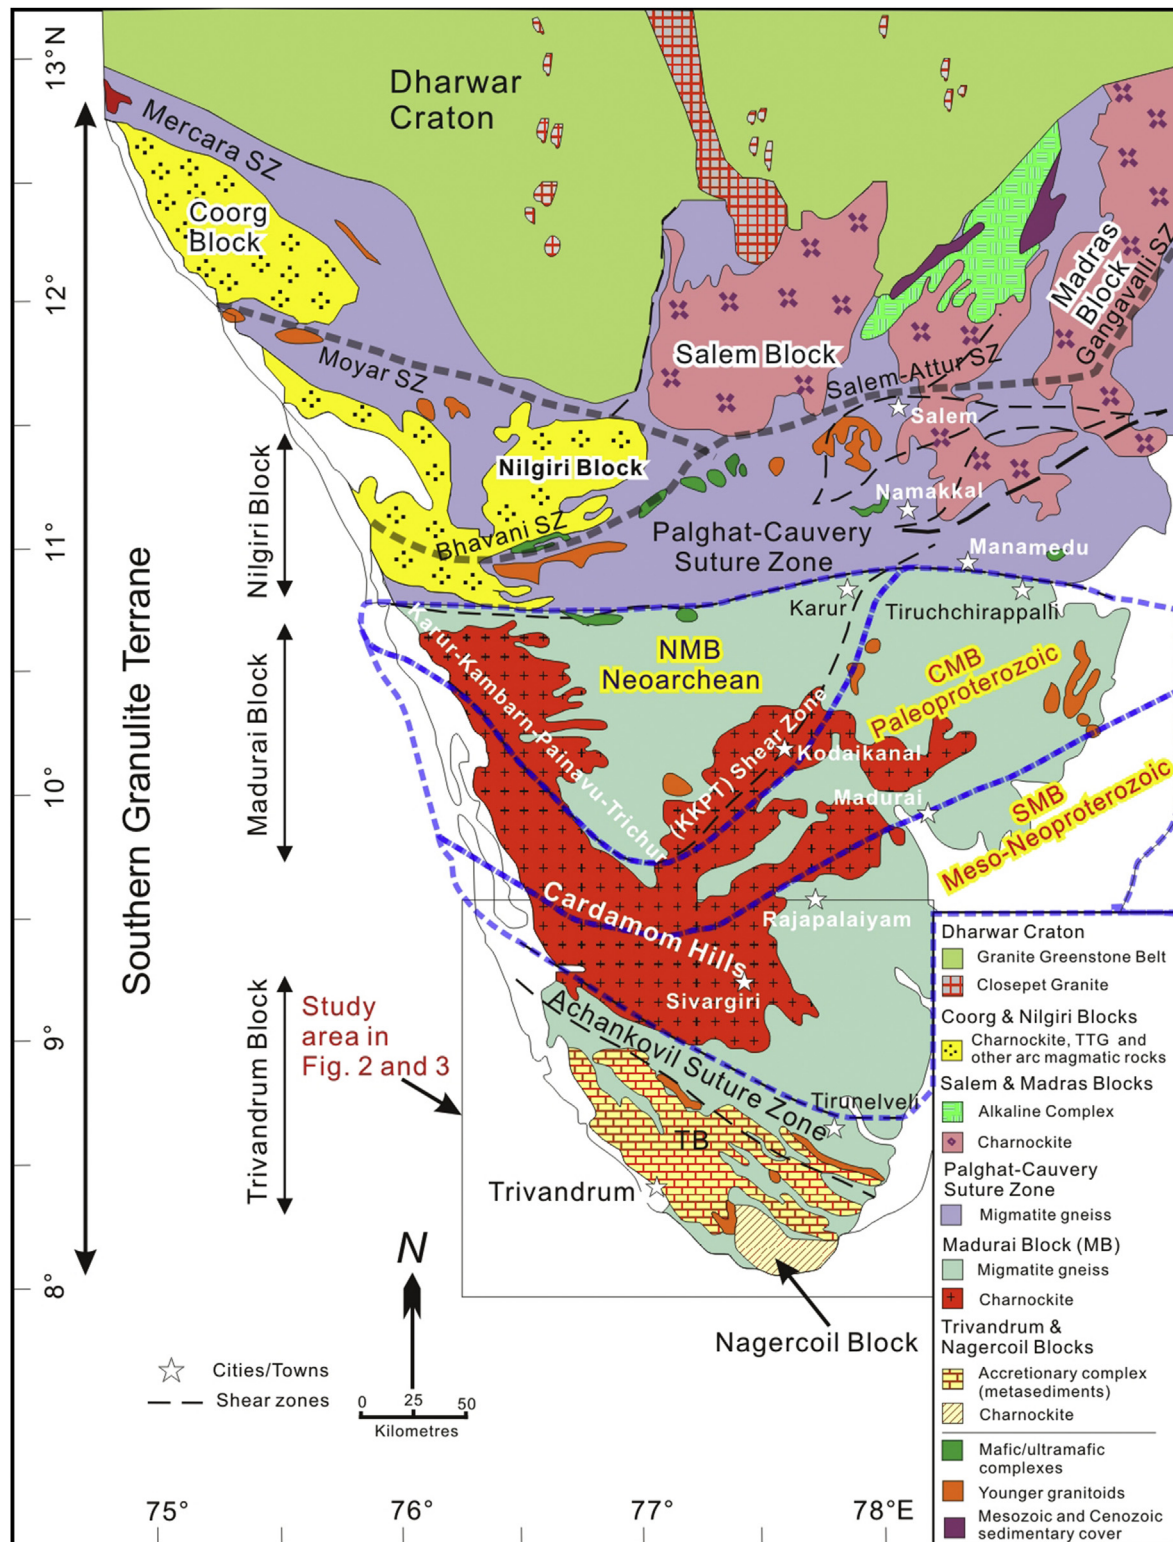 13°N
12°
11°
10°
9°
8°
75°
76°
77°
78°E
Dharwar
Craton
Mercara SZ
Coorg
Block
Moyar SZ
Salem Block
Madras
Block
Gangavalli SZ
Salem-Attur SZ
Salem
Nilgiri Block
Namakkal
Bhavani SZ
Palghat-Cauvery
Suture Zone
Manamedu
Karur
Tiruchchirappalli
Southern Granulite Terrane
Nilgiri Block
Madurai Block
Trivandrum Block
NMB
Neoarchean
CMB
Paleoproterozoic
SMB
Meso-Neoproterozoic
Karur-Kambarn-Painavu-Trichur
(KKPT) Shear Zone
Kodaikanal
Madurai
Cardamom Hills
Rajapalaiyam
Sivargiri
Achankovil Suture Zone
Tirunelveli
Study
area in
Fig. 2 and 3
TB
Trivandrum
Nagercoil Block
N
Cities/Towns
Shear zones
0 25 50
Kilometres
Dharwar Craton
Granite Greenstone Belt
Closepet Granite
Coorg & Nilgiri Blocks
Charnockite, TTG and
other arc magmatic rocks
Salem & Madras Blocks
Alkaline Complex
Charnockite
Palghat-Cauvery
Suture Zone
Migmatite gneiss
Madurai Block (MB)
Migmatite gneiss
Charnockite
Trivandrum &
Nagercoil Blocks
Accretionary complex
(metasediments)
Charnockite
Mafic/ultramafic
complexes
Younger granitoids
Mesozoic and Cenozoic
sedimentary cover